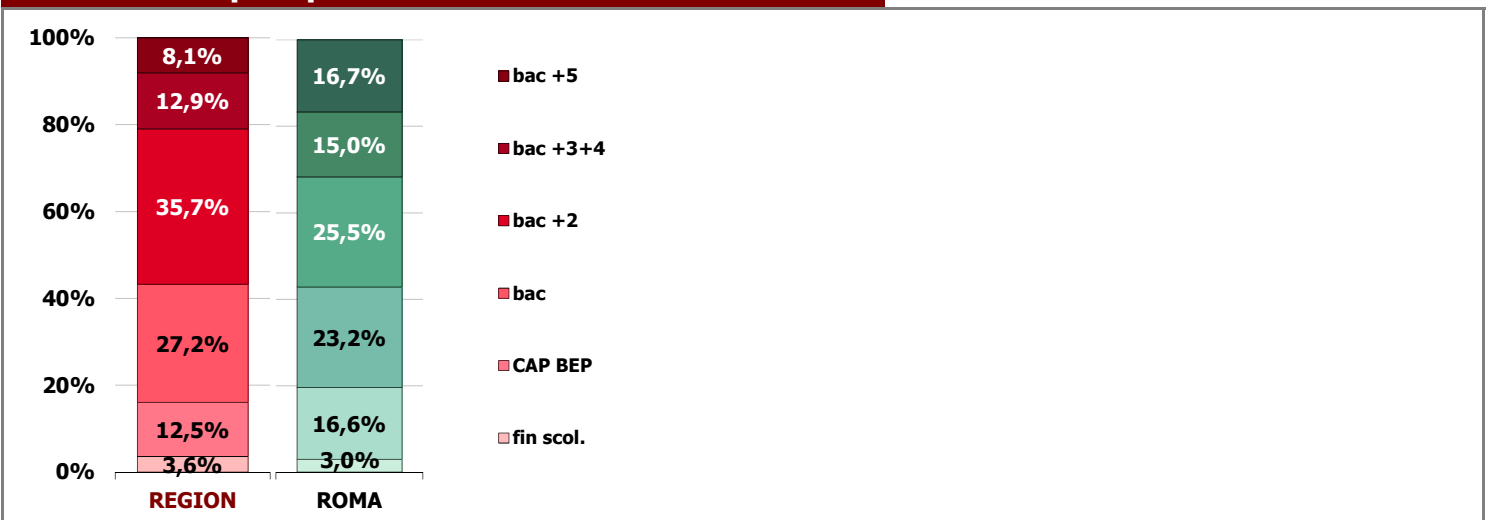 100%
80%
60%
40%
20%
0%
8,1%
12,9%
35,7%
27,2%
12,5%
3,6%
REGION
16,7%
15,0%
25,5%
23,2%
16,6%
3,0%
ROMA
bac +5
bac +3+4
bac +2
bac
CAP BEP
fin scol.